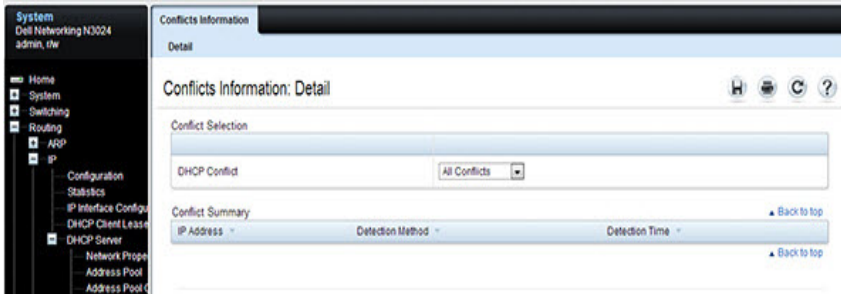 System
Dell Networking N3024
admin, r/w
Home
System
Switching
Routing
ARP
IP
Configuration
Statistics
IP Interface Configu
DHCP Client Lease
DHCP Server
Network Prope
Address Pool
Address Pool
Conflicts Information
Detail
Conflicts Information: Detail
?
Conflict Selection
DHCP Conflict
All Conflicts
Conflict Summary
Back to top
IP Address
Detection Method
Detection Time
Back to top